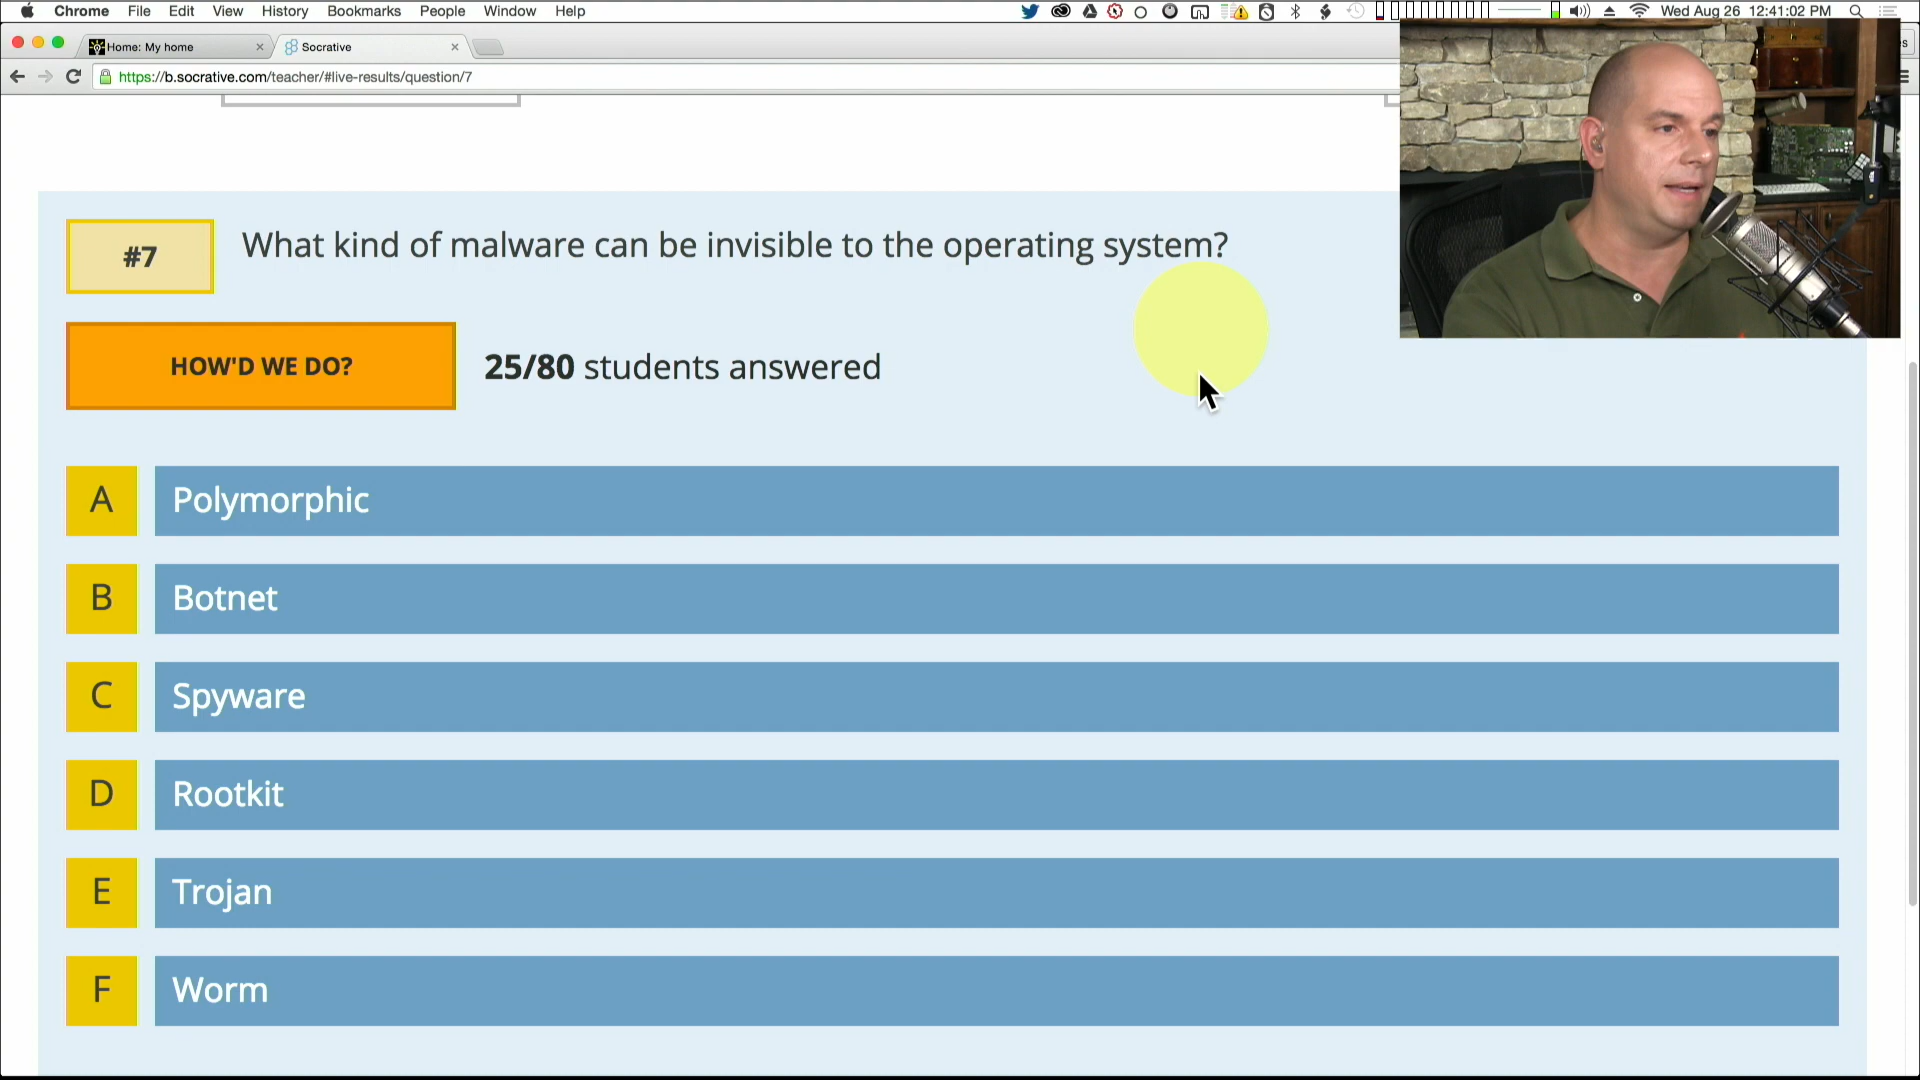 Chrome File Edit View History Bookmarks People Window Help Wed Aug 26 12:41:02 PM
Home: My home Socrative
https://b.socrative.com/teacher/#live-results/question/7
#7 What kind of malware can be invisible to the operating system?
HOW'D WE DO? 25/80 students answered
A Polymorphic
B Botnet
C Spyware
D Rootkit
E Trojan
F Worm